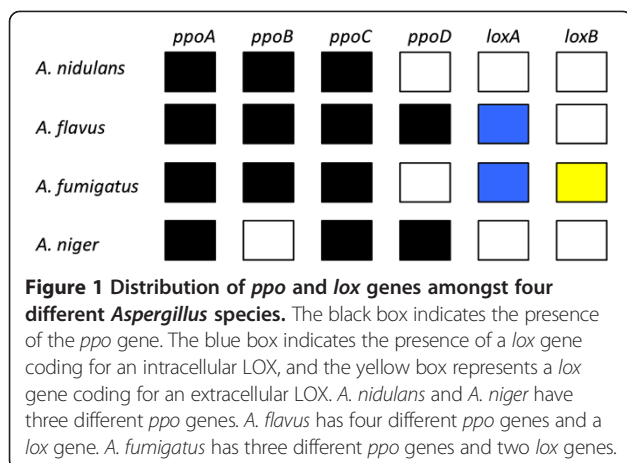 ppoA ppoB ppoC ppoD loxA loxB
A. nidulans
A. flavus
A. fumigatus
A. niger
Figure 1 Distribution of ppo and lox genes amongst four
different Aspergillus species. The black box indicates the presence
of the ppo gene. The blue box indicates the presence of a lox gene
coding for an intracellular LOX, and the yellow box represents a lox
gene coding for an extracellular LOX. A. nidulans and A. niger have
three different ppo genes. A. flavus has four different ppo genes and a
lox gene. A. fumigatus has three different ppo genes and two lox genes.